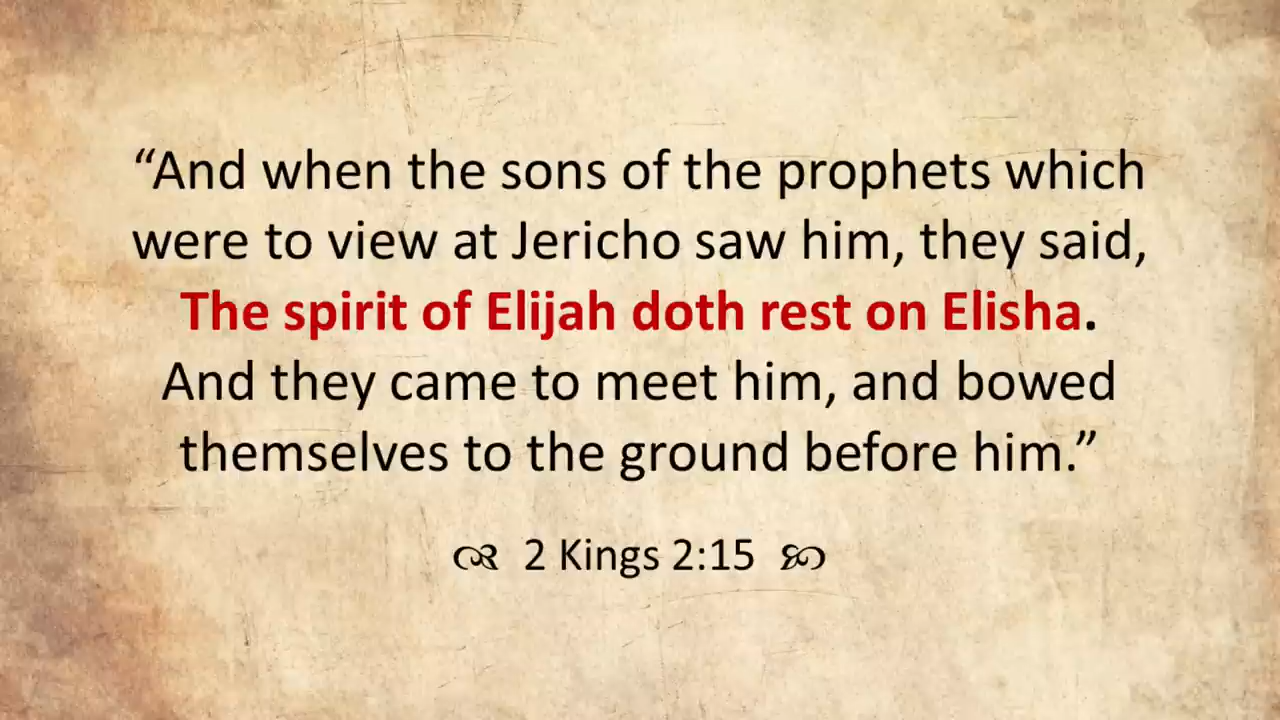 “And when the sons of the prophets which
were to view at Jericho saw him, they said,
The spirit of Elijah doth rest on Elisha.
And they came to meet him, and bowed
themselves to the ground before him.”
2 Kings 2:15